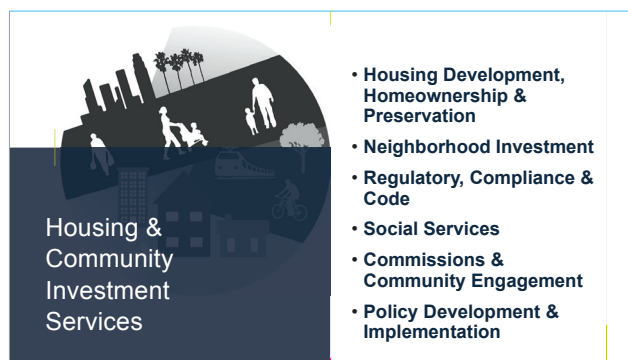 Housing &
Community
Investment
Services
• Housing Development,
Homeownership &
Preservation
• Neighborhood Investment
• Regulatory, Compliance &
Code
• Social Services
• Commissions &
Community Engagement
• Policy Development &
Implementation